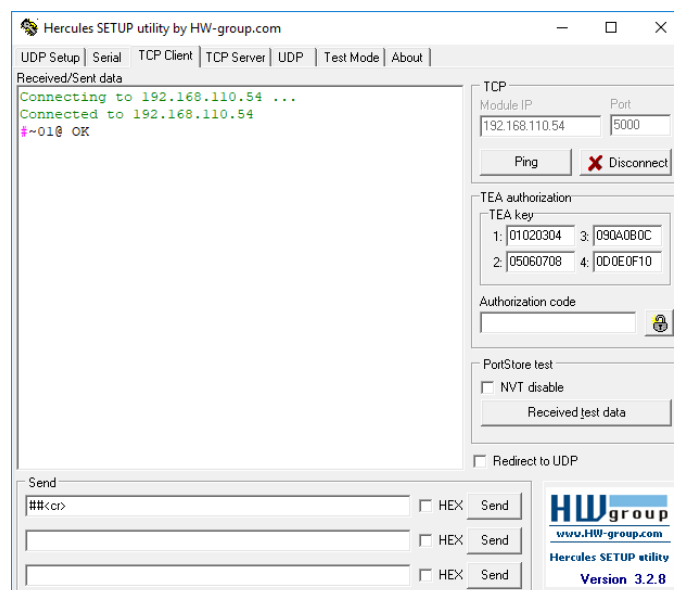 Hercules SETUP utility by HW-group.com
UDP Setup Serial TCP Client TCP Server UDP Test Mode About
Received/Sent data
Connecting to 192.168.110.54 ...
Connected to 192.168.110.54
#~01@ OK
TCP
Module IP Port
192.168.110.54 5000
Ping Disconnect
TEA authorization
TEA key
1: 01020304 3: 090A0B0C
2: 05060708 4: 0D0E0F10
Authorization code
PortStore test
NVT disable
Received test data
Redirect to UDP
Send
##<cr> HEX Send
HEX Send
HEX Send
HW group
www.HW-group.com
Hercules SETUP utility
Version 3.2.8